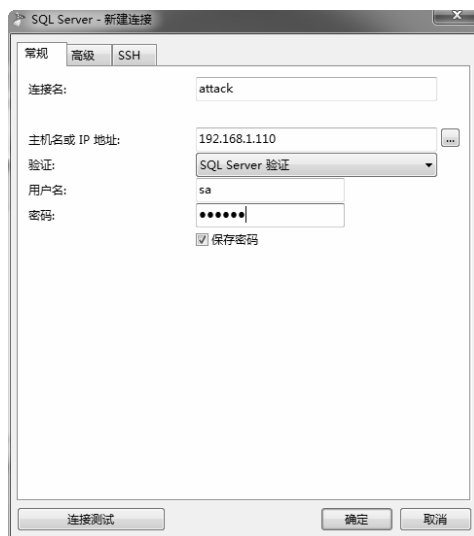 SQL Server - 新建连接
常规 高级 SSH
连接名: attack
主机名或 IP 地址: 192.168.1.110 ...
验证: SQL Server 验证
用户名: sa
密码: ●●●●●●
保存密码
连接测试 确定 取消